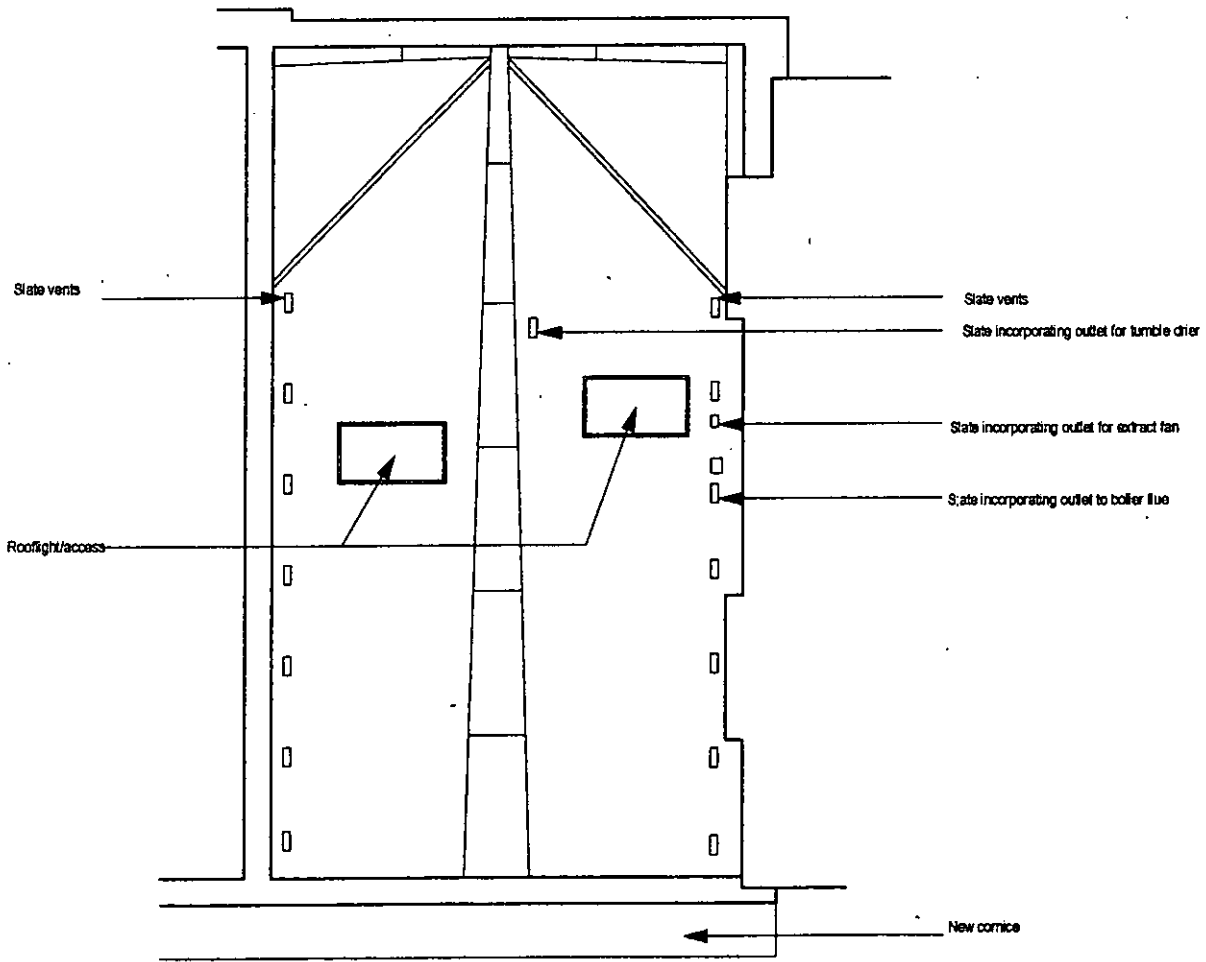 Slate vents
Slate vents
Slate incorporating outlet for tumble drier
Slate incorporating outlet for extract fan
Slate incorporating outlet to boiler flue
Rooflight/access
New cornice